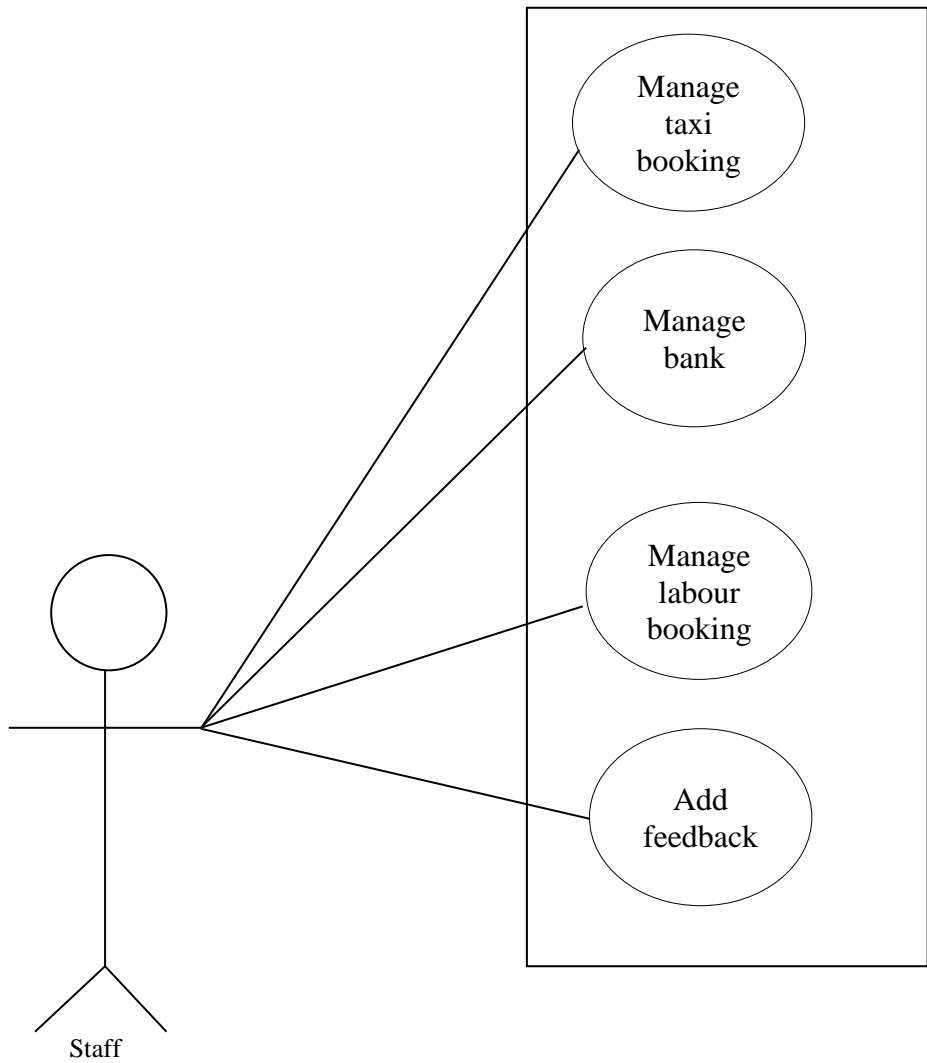 Manage
taxi
booking
Manage
bank
Manage
labour
booking
Add
feedback
Staff